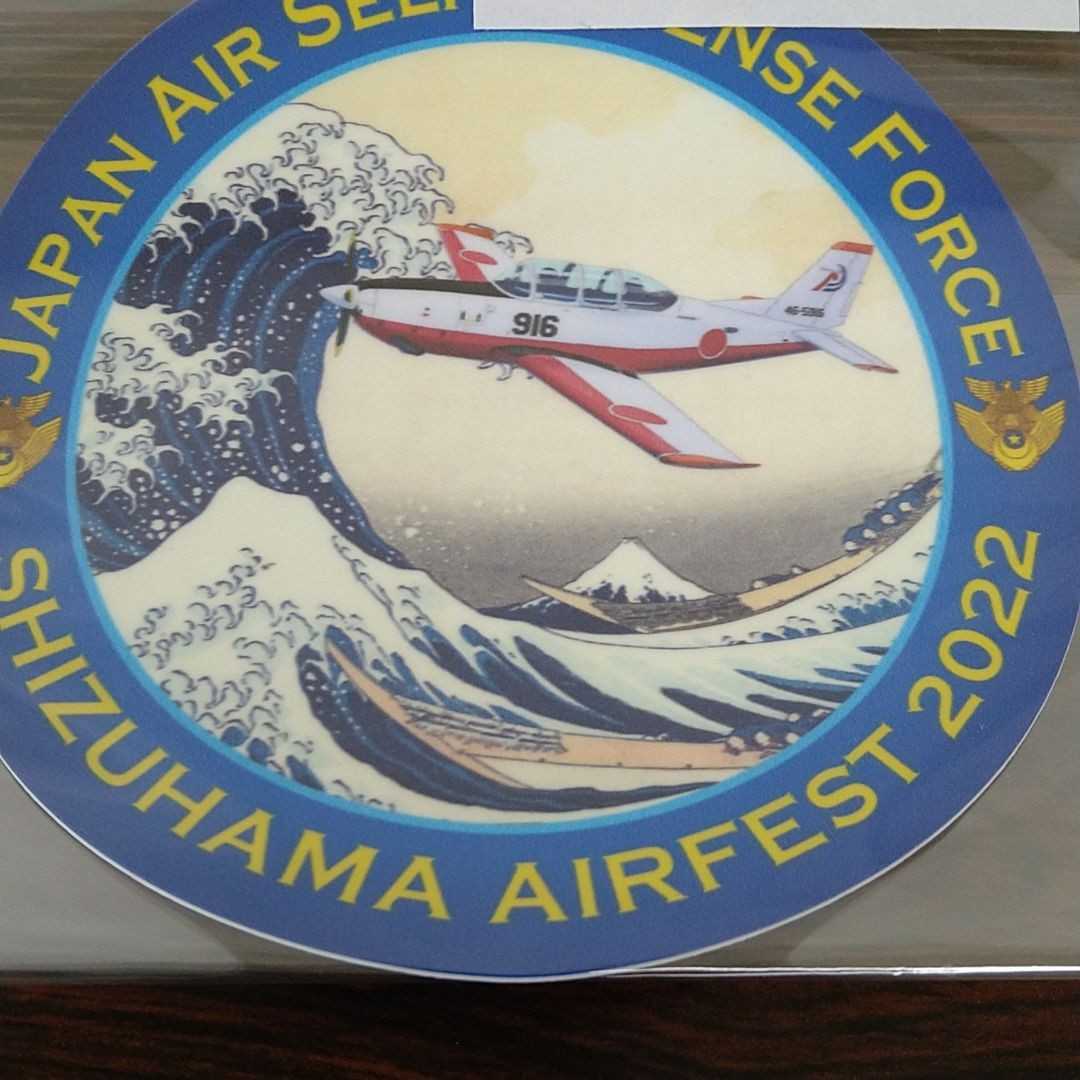 JAPAN AIR SELF ENSE FORCE
916
46-5916
SHIZUHAMA AIRFEST 2022